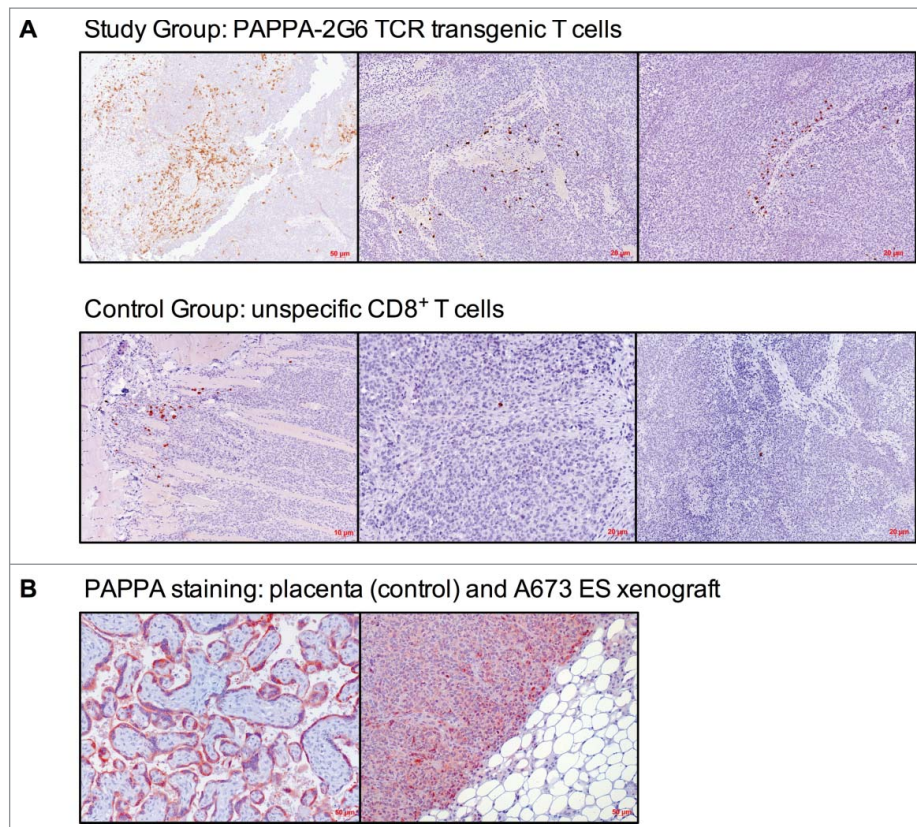 A
Study Group: PAPPA-2G6 TCR transgenic T cells
50 µm
20 µm
20 µm
Control Group: unspecific CD8⁺ T cells
10 µm
20 µm
20 µm
B
PAPPA staining: placenta (control) and A673 ES xenograft
50 µm
50 µm